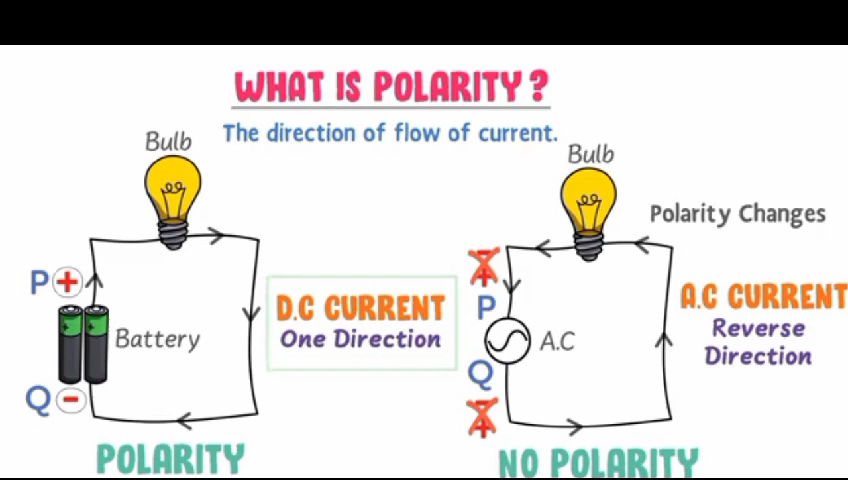 WHAT IS POLARITY?
The direction of flow of current.
Bulb
P +
Battery
Q -
D.C CURRENT
One Direction
POLARITY
Bulb
Polarity Changes
P
A.C
Q
A.C CURRENT
Reverse
Direction
NO POLARITY